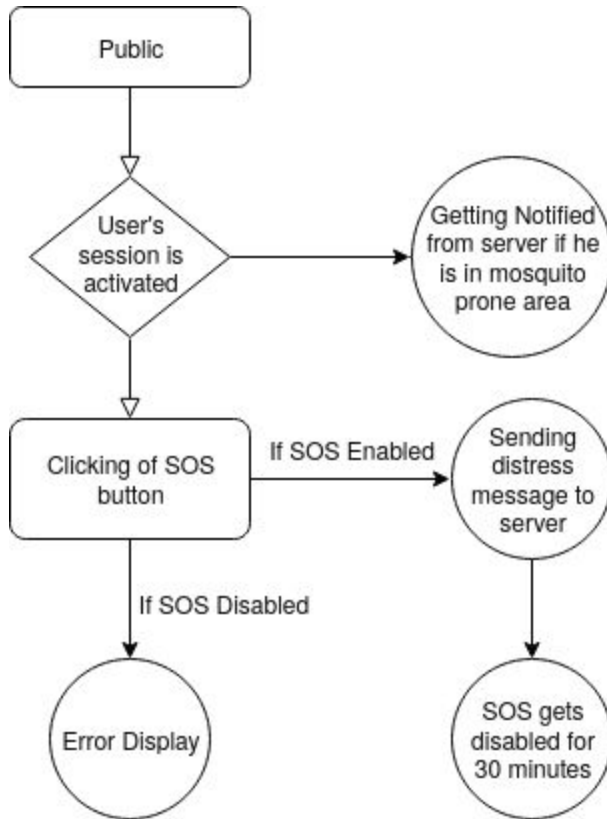 Public
User's
session is
activated
Getting Notified
from server if he
is in mosquito
prone area
Clicking of SOS
button
If SOS Enabled
Sending
distress
message to
server
If SOS Disabled
Error Display
SOS gets
disabled for
30 minutes